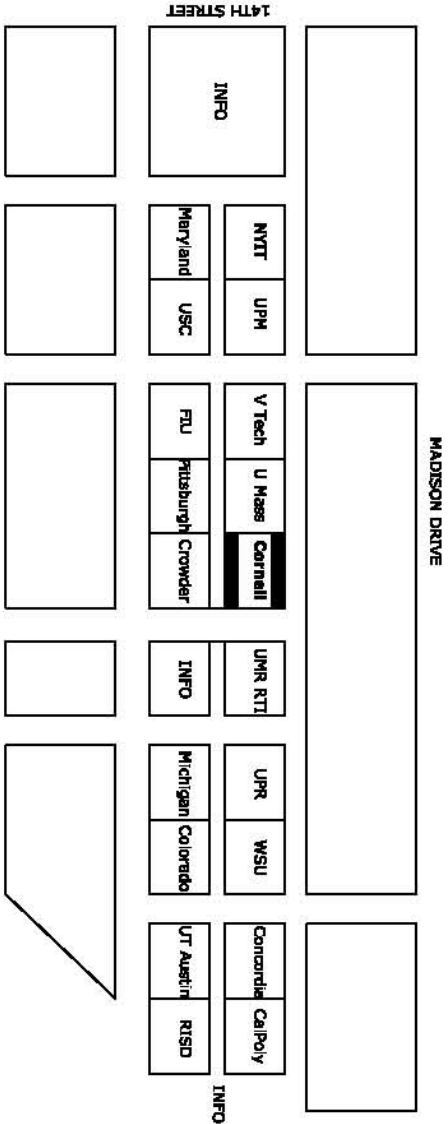 14TH STREET
INFO
Maryland
NYIT
USC
UPM
MADISON DRIVE
FIU
V Tech
Pittsburgh
U Mass
Crowder
Cornell
INFO
UMR RTI
Michigan
UPR
Colorado
WSU
UT Austin
Concordia
RISD
CalPoly
INFO